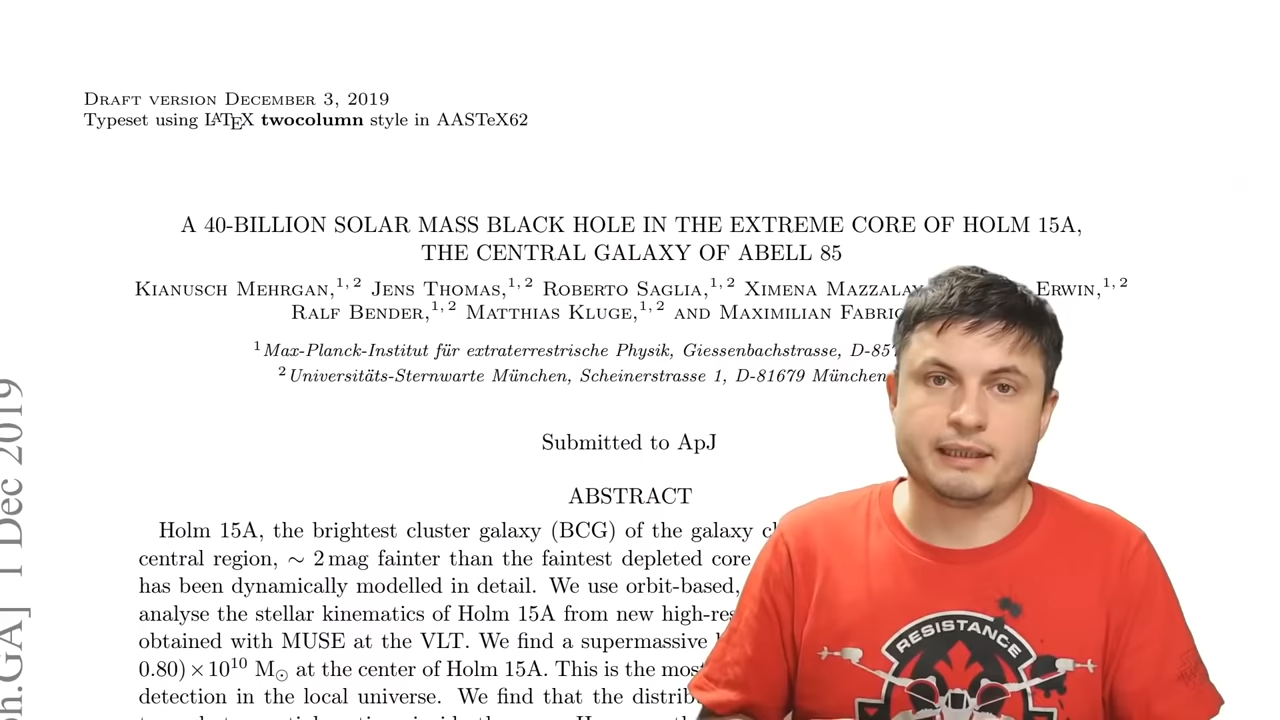 DRAFT VERSION DECEMBER 3, 2019
Typeset using LATEX twocolumn style in AASTeX62
A 40-BILLION SOLAR MASS BLACK HOLE IN THE EXTREME CORE OF HOLM 15A,
THE CENTRAL GALAXY OF ABELL 85
KIANUSCH MEHRGAN,1, 2 JENS THOMAS,1, 2 ROBERTO SAGLIA,1, 2 XIMENA ERWIN,1, 2
RALF BENDER,1, 2 MATTHIAS KLUGE,1, 2 AND MAXIMILIAN
1 Max-Planck-Institut für extraterrestrische Physik, Giessenbachstrasse,
2 Universitäts-Sternwarte München, Scheinerstrasse 1, D-81679 München
Submitted to ApJ
ABSTRACT
Holm 15A, the brightest cluster galaxy (BCG) of the galaxy
central region, ∼ 2 mag fainter than the faintest depleted core
has been dynamically modelled in detail. We use orbit-based,
analyse the stellar kinematics of Holm 15A from new
obtained with MUSE at the VLT. We find a supermassive
0.80) × 10^10 M⊙ at the center of Holm 15A. This is the
detection in the local universe. We find that the
1 Dec 2019
RESISTANCE